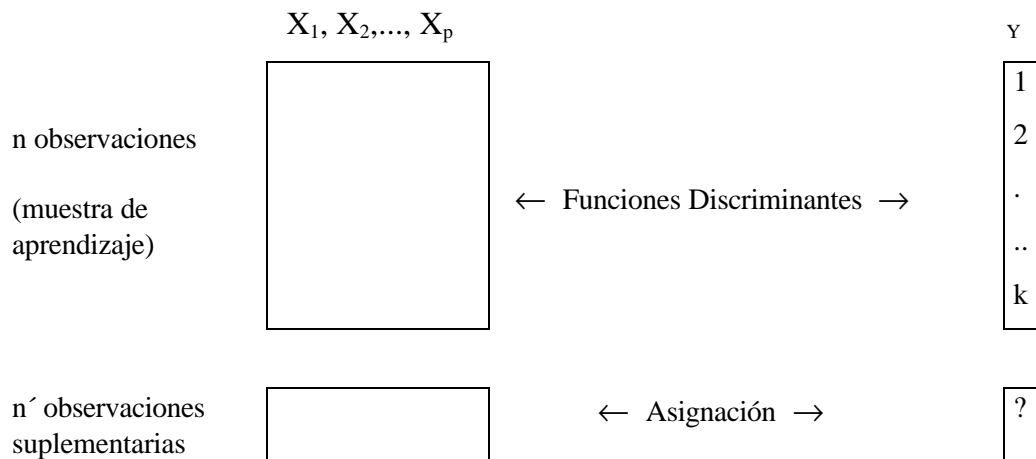 X₁, X₂,..., Xₚ
Y
1
n observaciones
2
(muestra de
← Funciones Discriminantes →
.
aprendizaje)
..
k
n´ observaciones
← Asignación →
?
suplementarias